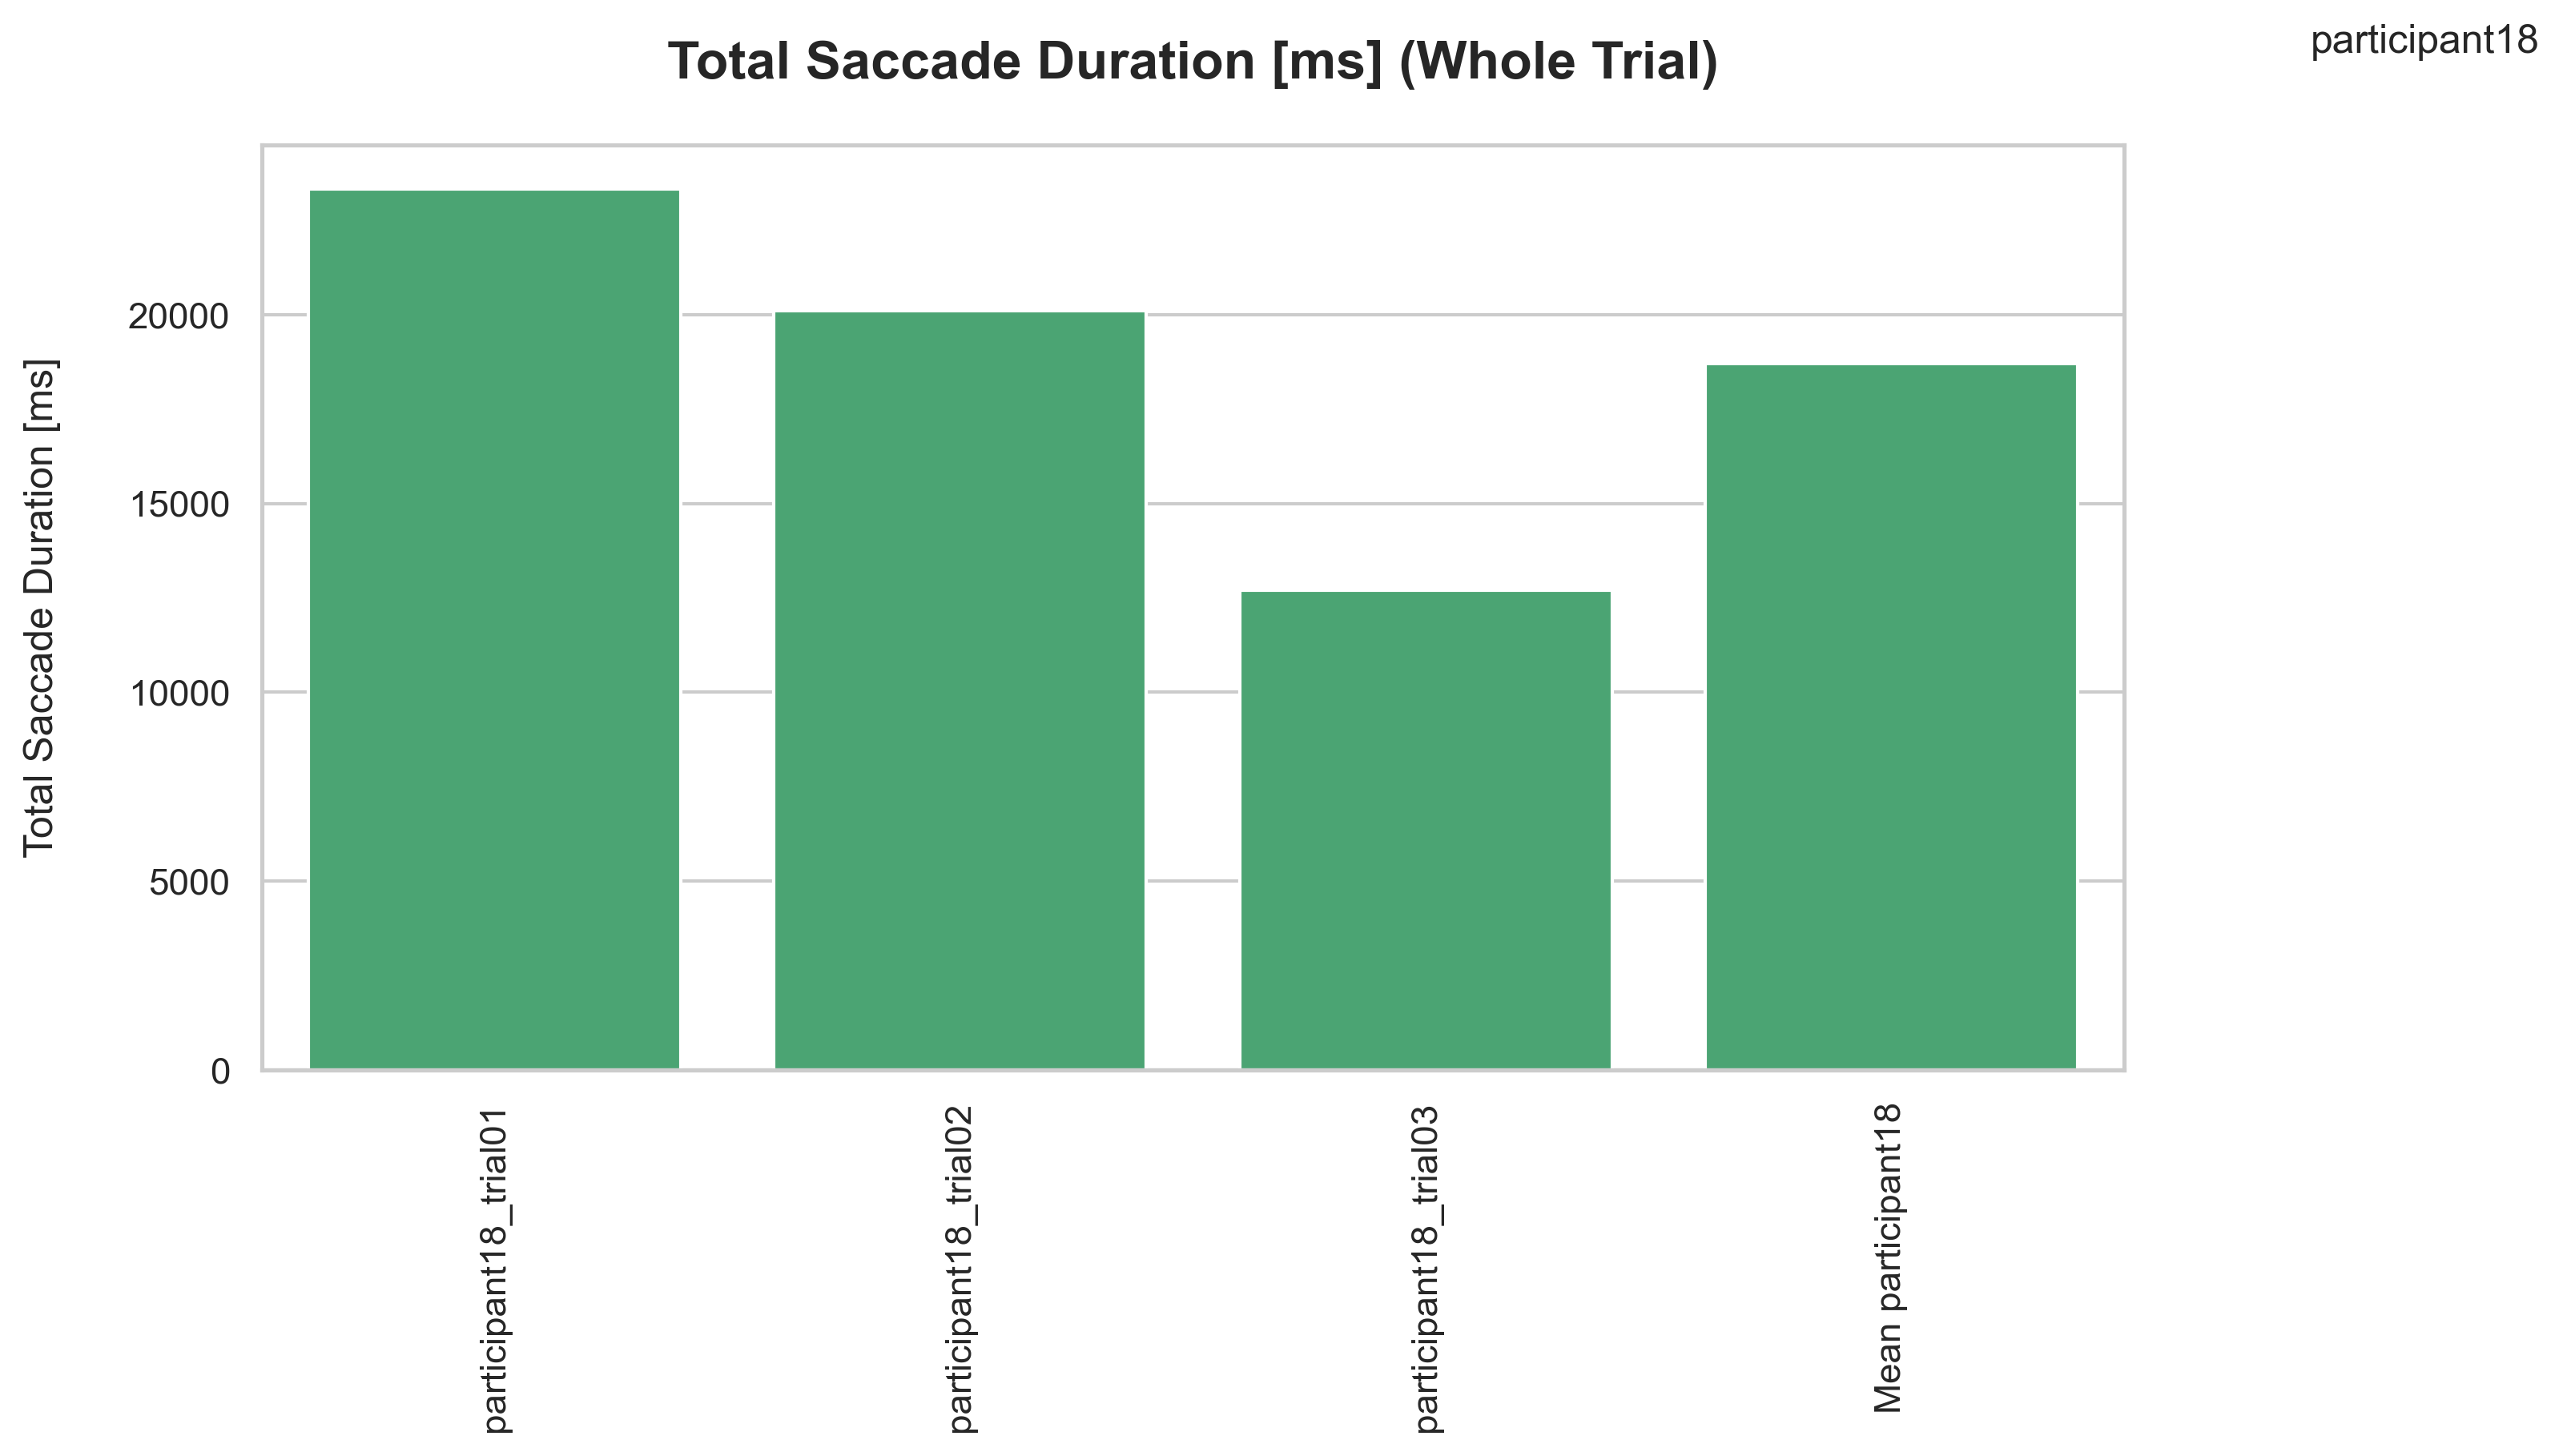 participant18
Total Saccade Duration [ms] (Whole Trial)
Total Saccade Duration [ms]
20000
15000
10000
5000
0
participant18_trial01
participant18_trial02
participant18_trial03
Mean participant18